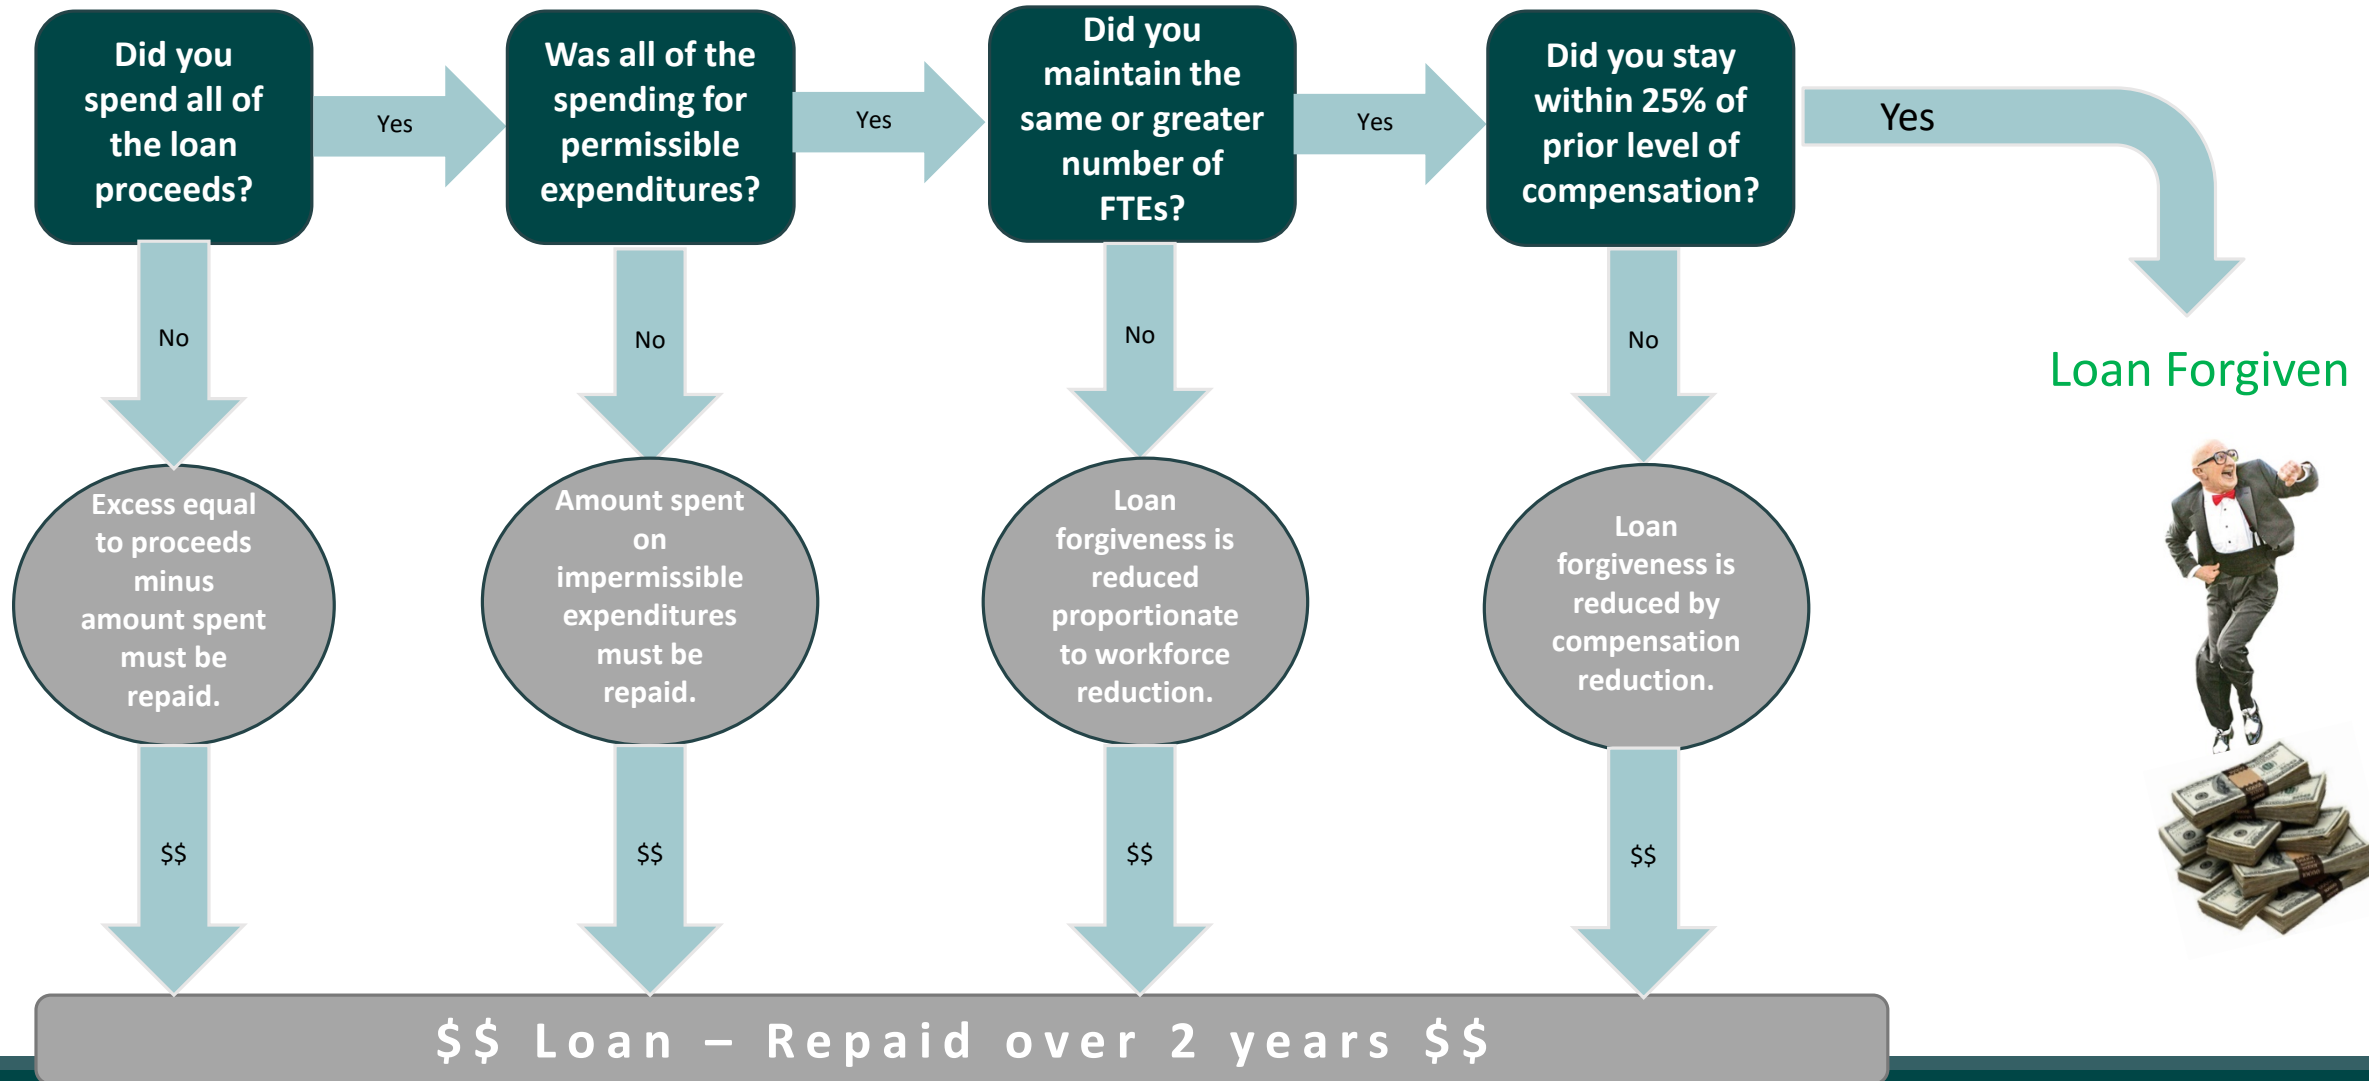 Did you
spend all of
the loan
proceeds?
Yes
Was all of the
spending for
permissible
expenditures?
Yes
Did you
maintain the
same or greater
number of
FTEs?
Yes
Did you stay
within 25% of
prior level of
compensation?
Yes
No
No
No
No
Loan Forgiven
Excess equal
to proceeds
minus
amount spent
must be
repaid.
Amount spent
on
impermissible
expenditures
must be
repaid.
Loan
forgiveness is
reduced
proportionate
to workforce
reduction.
Loan
forgiveness is
reduced by
compensation
reduction.
$$
$$
$$
$$
$$ Loan – Repaid over 2 years $$